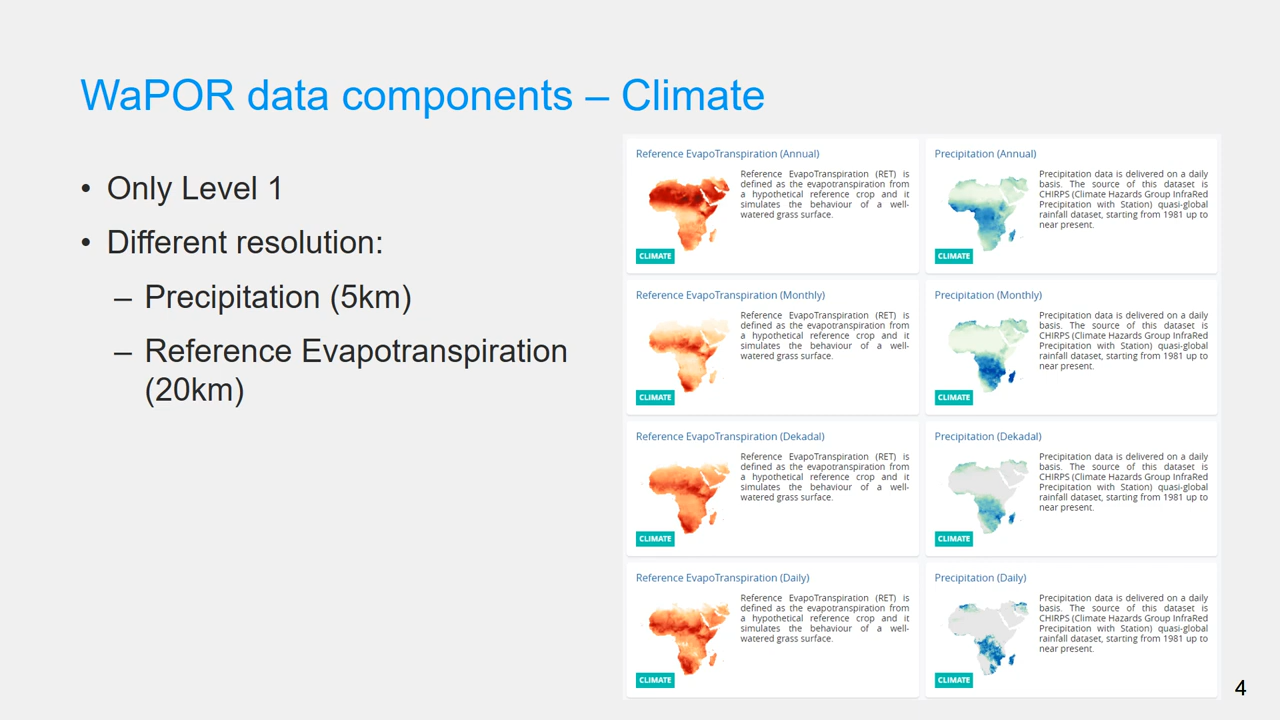 WaPOR data components – Climate
• Only Level 1
• Different resolution:
– Precipitation (5km)
– Reference Evapotranspiration
(20km)
Reference EvapoTranspiration (Annual)
Reference EvapoTranspiration (RET) is
defined as the evapotranspiration from
a hypothetical reference crop and it
simulates the behaviour of a well-
watered grass surface.
CLIMATE
Precipitation (Annual)
Precipitation data is delivered on a daily
basis. The source of this dataset is
CHIRPS (Climate Hazards Group InfraRed
Precipitation with Station) quasi-global
rainfall dataset, starting from 1981 up to
near present.
CLIMATE
Reference EvapoTranspiration (Monthly)
Reference EvapoTranspiration (RET) is
defined as the evapotranspiration from
a hypothetical reference crop and it
simulates the behaviour of a well-
watered grass surface.
CLIMATE
Precipitation (Monthly)
Precipitation data is delivered on a daily
basis. The source of this dataset is
CHIRPS (Climate Hazards Group InfraRed
Precipitation with Station) quasi-global
rainfall dataset, starting from 1981 up to
near present.
CLIMATE
Reference EvapoTranspiration (Dekadal)
Reference EvapoTranspiration (RET) is
defined as the evapotranspiration from
a hypothetical reference crop and it
simulates the behaviour of a well-
watered grass surface.
CLIMATE
Precipitation (Dekadal)
Precipitation data is delivered on a daily
basis. The source of this dataset is
CHIRPS (Climate Hazards Group InfraRed
Precipitation with Station) quasi-global
rainfall dataset, starting from 1981 up to
near present.
CLIMATE
Reference EvapoTranspiration (Daily)
Reference EvapoTranspiration (RET) is
defined as the evapotranspiration from
a hypothetical reference crop and it
simulates the behaviour of a well-
watered grass surface.
CLIMATE
Precipitation (Daily)
Precipitation data is delivered on a daily
basis. The source of this dataset is
CHIRPS (Climate Hazards Group InfraRed
Precipitation with Station) quasi-global
rainfall dataset, starting from 1981 up to
near present.
CLIMATE
4